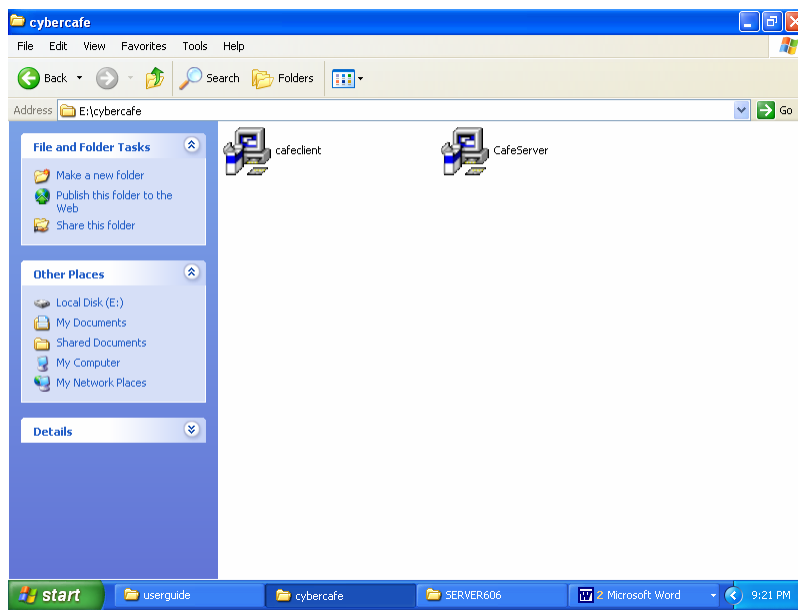 cybercafe
File Edit View Favorites Tools Help
Back Search Folders
Address E:\cybercafe Go
File and Folder Tasks
Make a new folder
Publish this folder to the
Web
Share this folder
Other Places
Local Disk (E:)
My Documents
Shared Documents
My Computer
My Network Places
Details
cafeclient
CafeServer
start userguide cybercafe SERVER606 2 Microsoft Word 9:21 PM